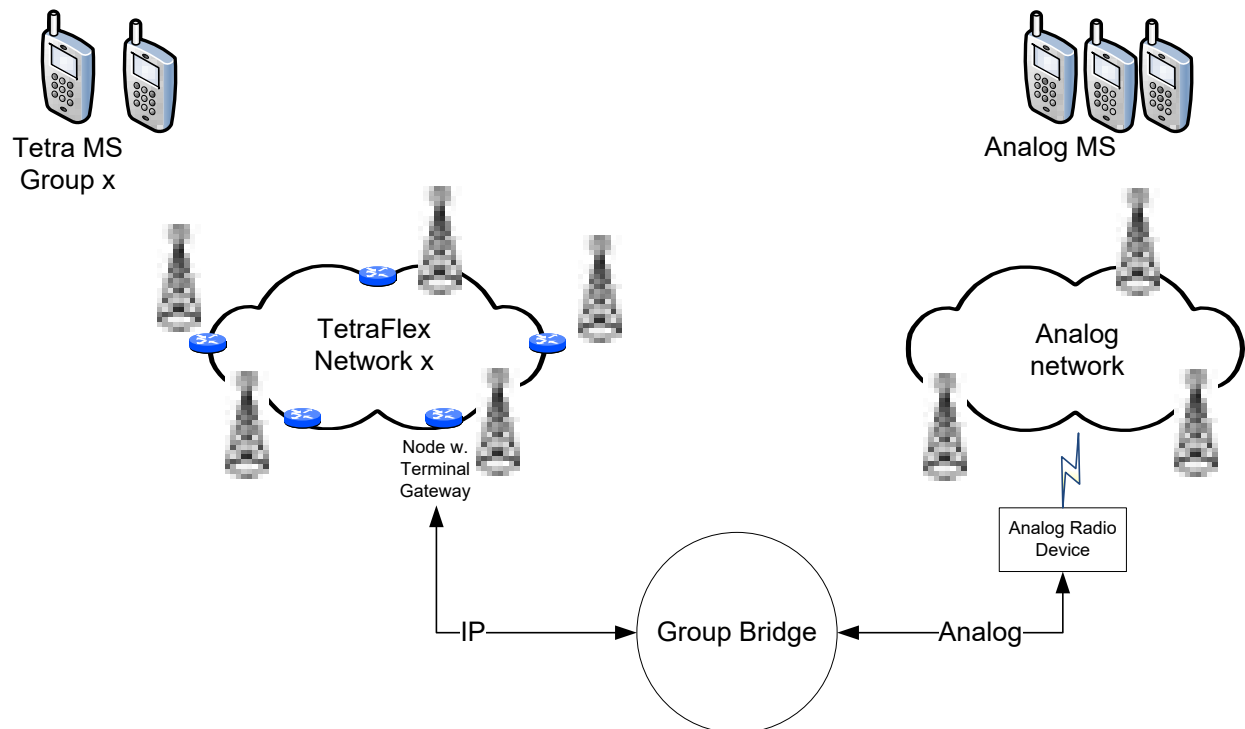 Tetra MS
Group x
Analog MS
TetraFlex
Network x
Analog
network
Node w.
Terminal
Gateway
Analog Radio
Device
IP
Group Bridge
Analog